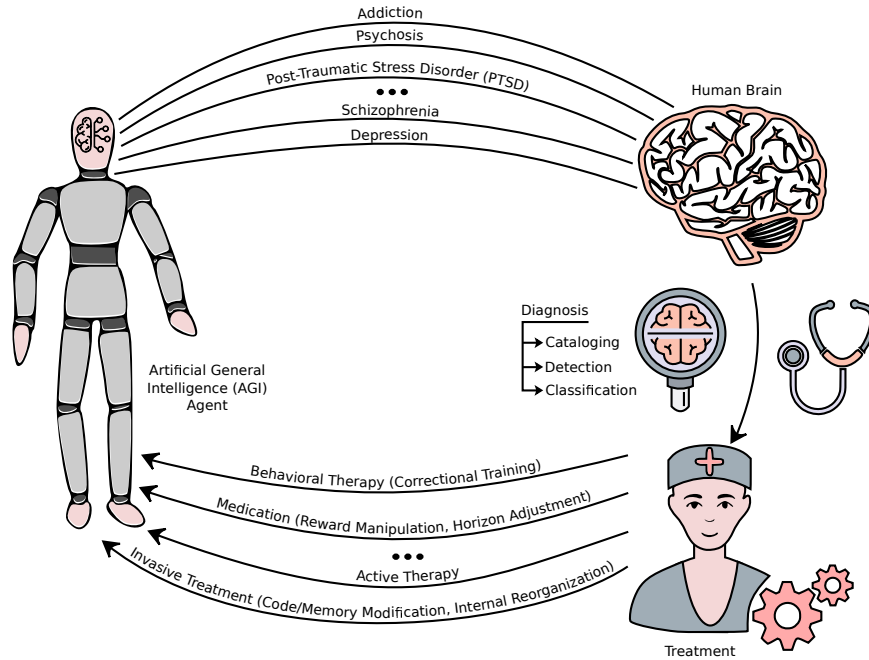 Addiction
Psychosis
Post-Traumatic Stress Disorder (PTSD)
Schizophrenia
Depression
Human Brain
Diagnosis
Cataloging
Detection
Classification
Artificial General
Intelligence (AGI)
Agent
Behavioral Therapy (Correctional Training)
Medication (Reward Manipulation, Horizon Adjustment)
Active Therapy
Invasive Treatment (Code/Memory Modification, Internal Reorganization)
Treatment